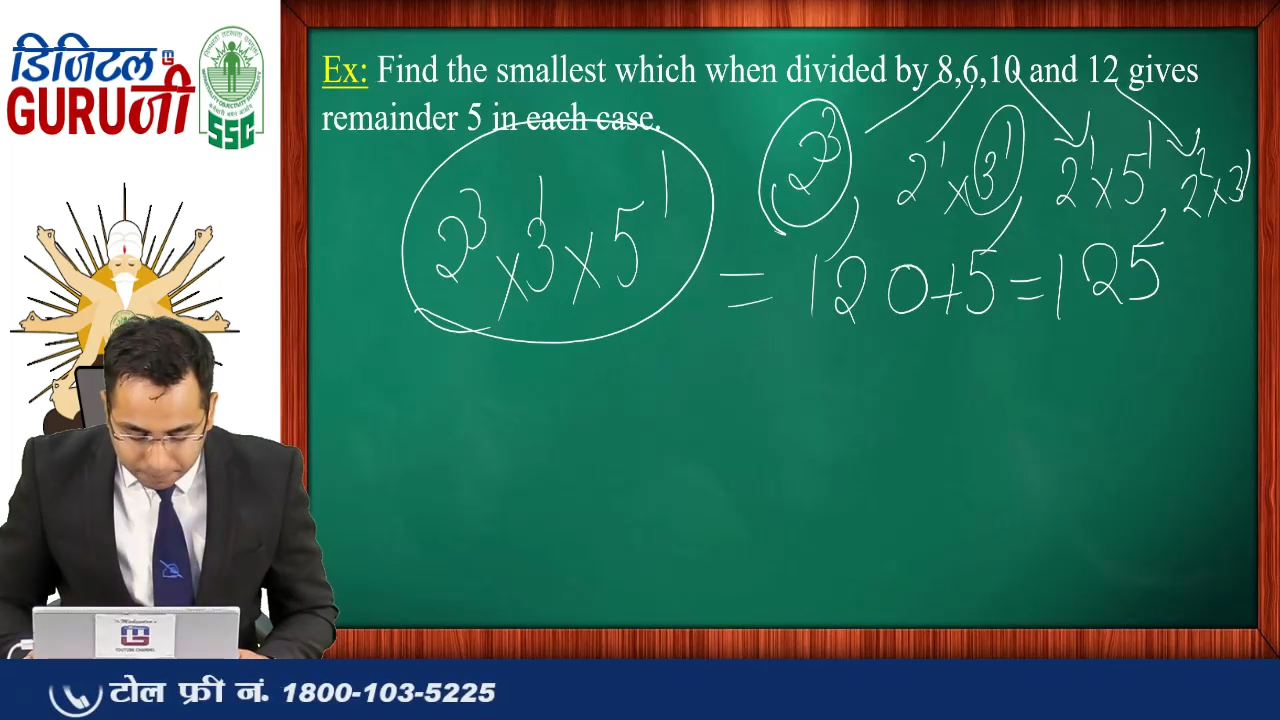 डिजिटल
GURUजी
SSC
Ex: Find the smallest which when divided by 8,6,10 and 12 gives
remainder 5 in each case.
2³ 2¹×3¹ 2¹×5¹ 2²×3¹
2³×3¹×5¹ = 120+5=125
टोल फ्री नं. 1800-103-5225